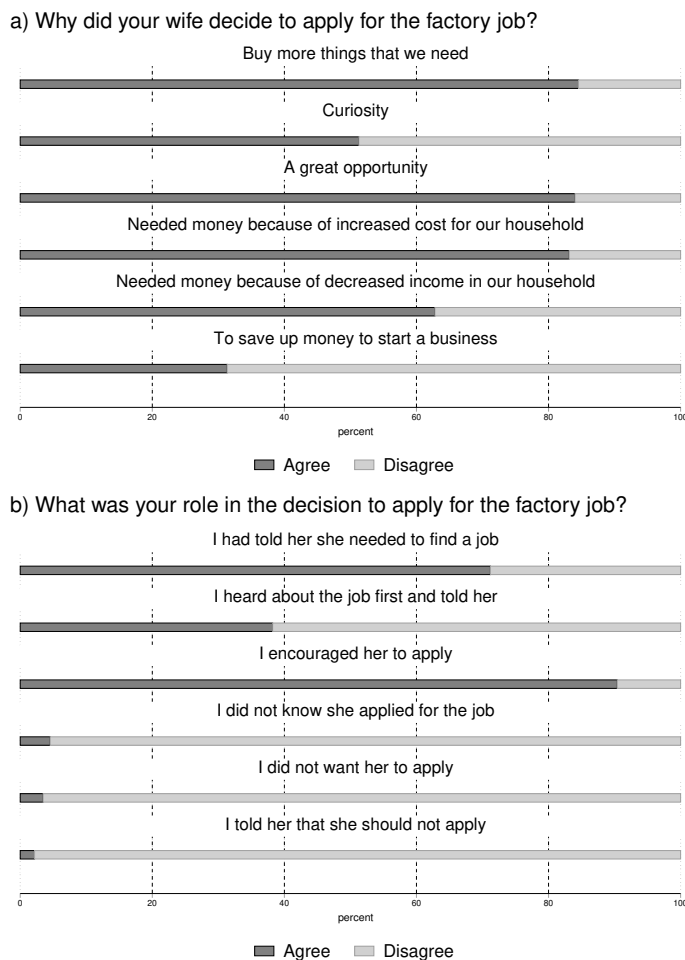 a) Why did your wife decide to apply for the factory job?
Buy more things that we need
Curiosity
A great opportunity
Needed money because of increased cost for our household
Needed money because of decreased income in our household
To save up money to start a business
0 20 40 60 80 100
percent
Agree Disagree
b) What was your role in the decision to apply for the factory job?
I had told her she needed to find a job
I heard about the job first and told her
I encouraged her to apply
I did not know she applied for the job
I did not want her to apply
I told her that she should not apply
0 20 40 60 80 100
percent
Agree Disagree